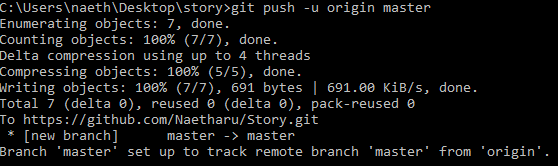 C:\Users\naeth\Desktop\story>git push -u origin master
Enumerating objects: 7, done.
Counting objects: 100% (7/7), done.
Delta compression using up to 4 threads
Compressing objects: 100% (5/5), done.
Writing objects: 100% (7/7), 691 bytes | 691.00 KiB/s, done.
Total 7 (delta 0), reused 0 (delta 0), pack-reused 0
To https://github.com/Naetharu/Story.git
 * [new branch]      master -> master
Branch 'master' set up to track remote branch 'master' from 'origin'.